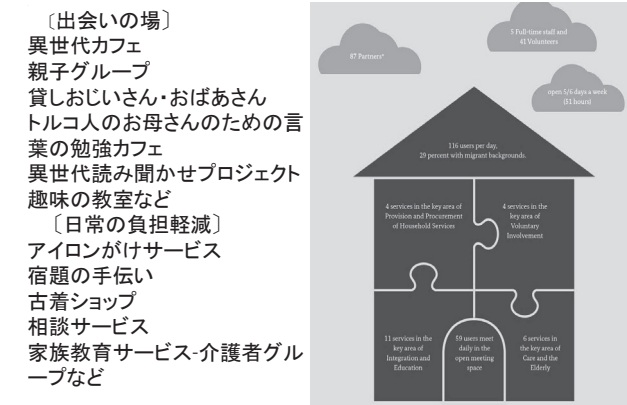 〔出会いの場〕
異世代カフェ
親子グループ
貸しおじいさん・おばあさん
トルコ人のお母さんのための言
葉の勉強カフェ
異世代読み聞かせプロジェクト
趣味の教室など
〔日常の負担軽減〕
アイロンがけサービス
宿題の手伝い
古着ショップ
相談サービス
家族教育サービス-介護者グル
ープなど
5 Full-time staff and
41 Volunteers
87 Partners*
open 5/6 days a week
(31 hours)
116 users per day,
29 percent with migrant backgrounds.
4 services in the key area of
Provision and Procurement
of Household Services
4 services in the
key area of
Voluntary
Involvement
11 services in the
key area of
Integration and
Education
59 users meet
daily in the
open meeting
space
6 services in
the key area of
Care and the
Elderly